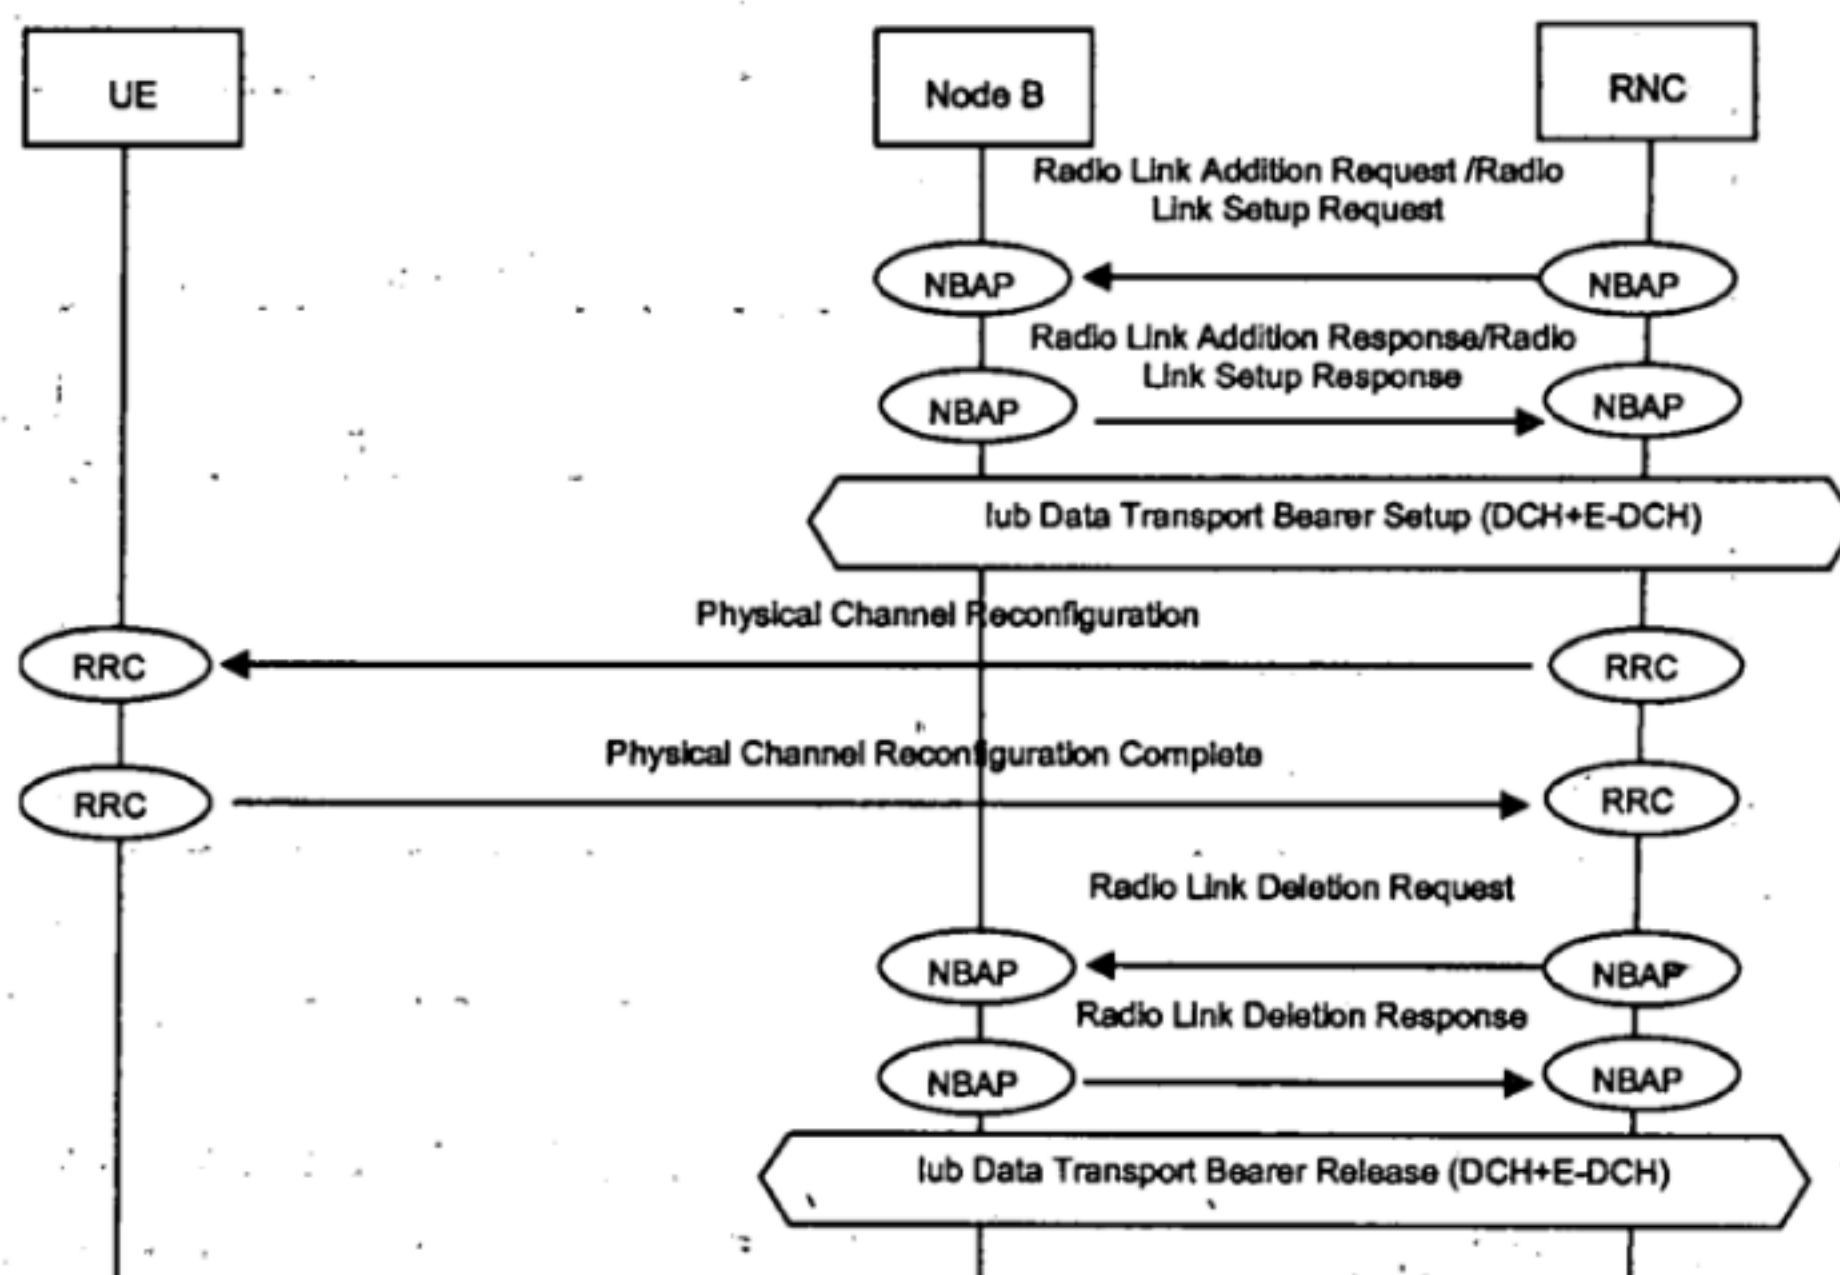 UE
Node B
RNC
Radio Link Addition Request /Radio
Link Setup Request
NBAP
NBAP
Radio Link Addition Response/Radio
Link Setup Response
NBAP
NBAP
Iub Data Transport Bearer Setup (DCH+E-DCH)
Physical Channel Reconfiguration
RRC
RRC
Physical Channel Reconfiguration Complete
RRC
RRC
Radio Link Deletion Request
NBAP
NBAP
Radio Link Deletion Response
NBAP
NBAP
Iub Data Transport Bearer Release (DCH+E-DCH)